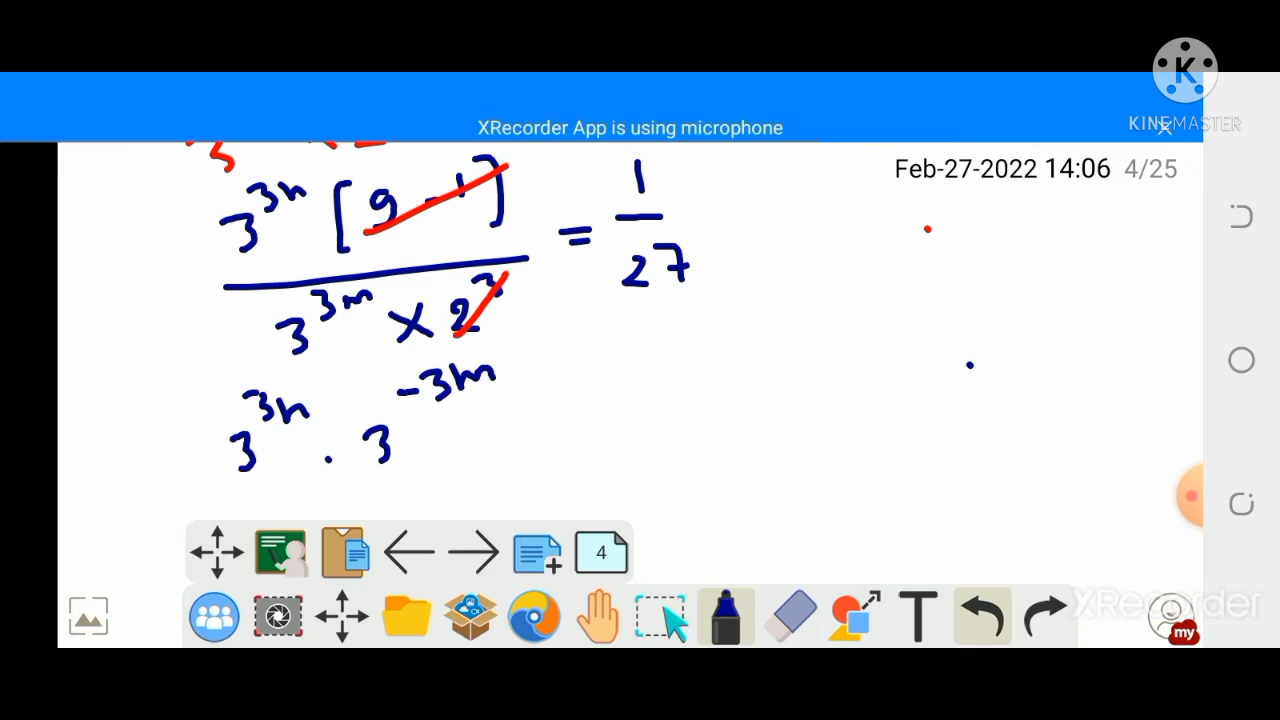 K
KINEMASTER
XRecorder App is using microphone
Feb-27-2022 14:06 4/25
3^{3n} [9 - 1] = 1
3^{3m} × 2^3 27
3^{3n} . 3^{-3m}
4
T
XRecorder
my